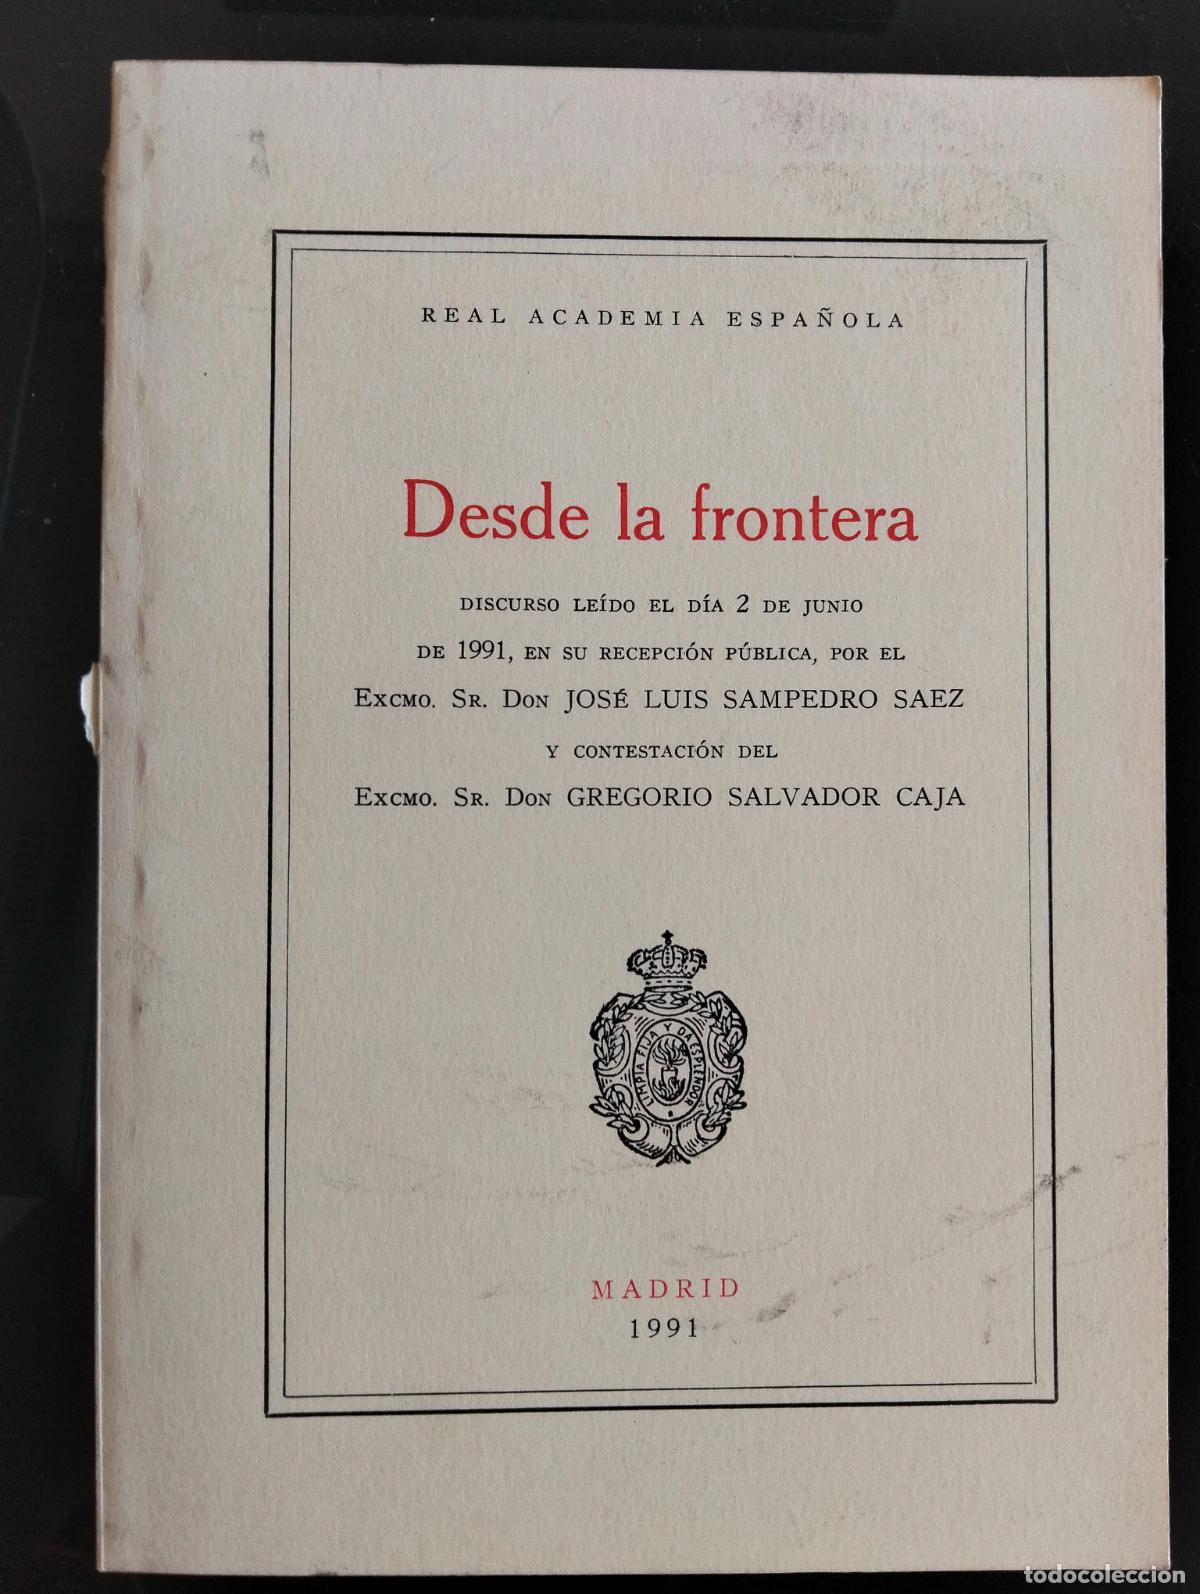 REAL ACADEMIA ESPAÑOLA
Desde la frontera
DISCURSO LEÍDO EL DÍA 2 DE JUNIO
DE 1991, EN SU RECEPCIÓN PÚBLICA, POR EL
EXCMO. SR. DON JOSÉ LUIS SAMPEDRO SAEZ
Y CONTESTACIÓN DEL
EXCMO. SR. DON GREGORIO SALVADOR CAJA
LIMPIA FIJA Y DA ESPLENDOR
MADRID
1991
todocoleccion